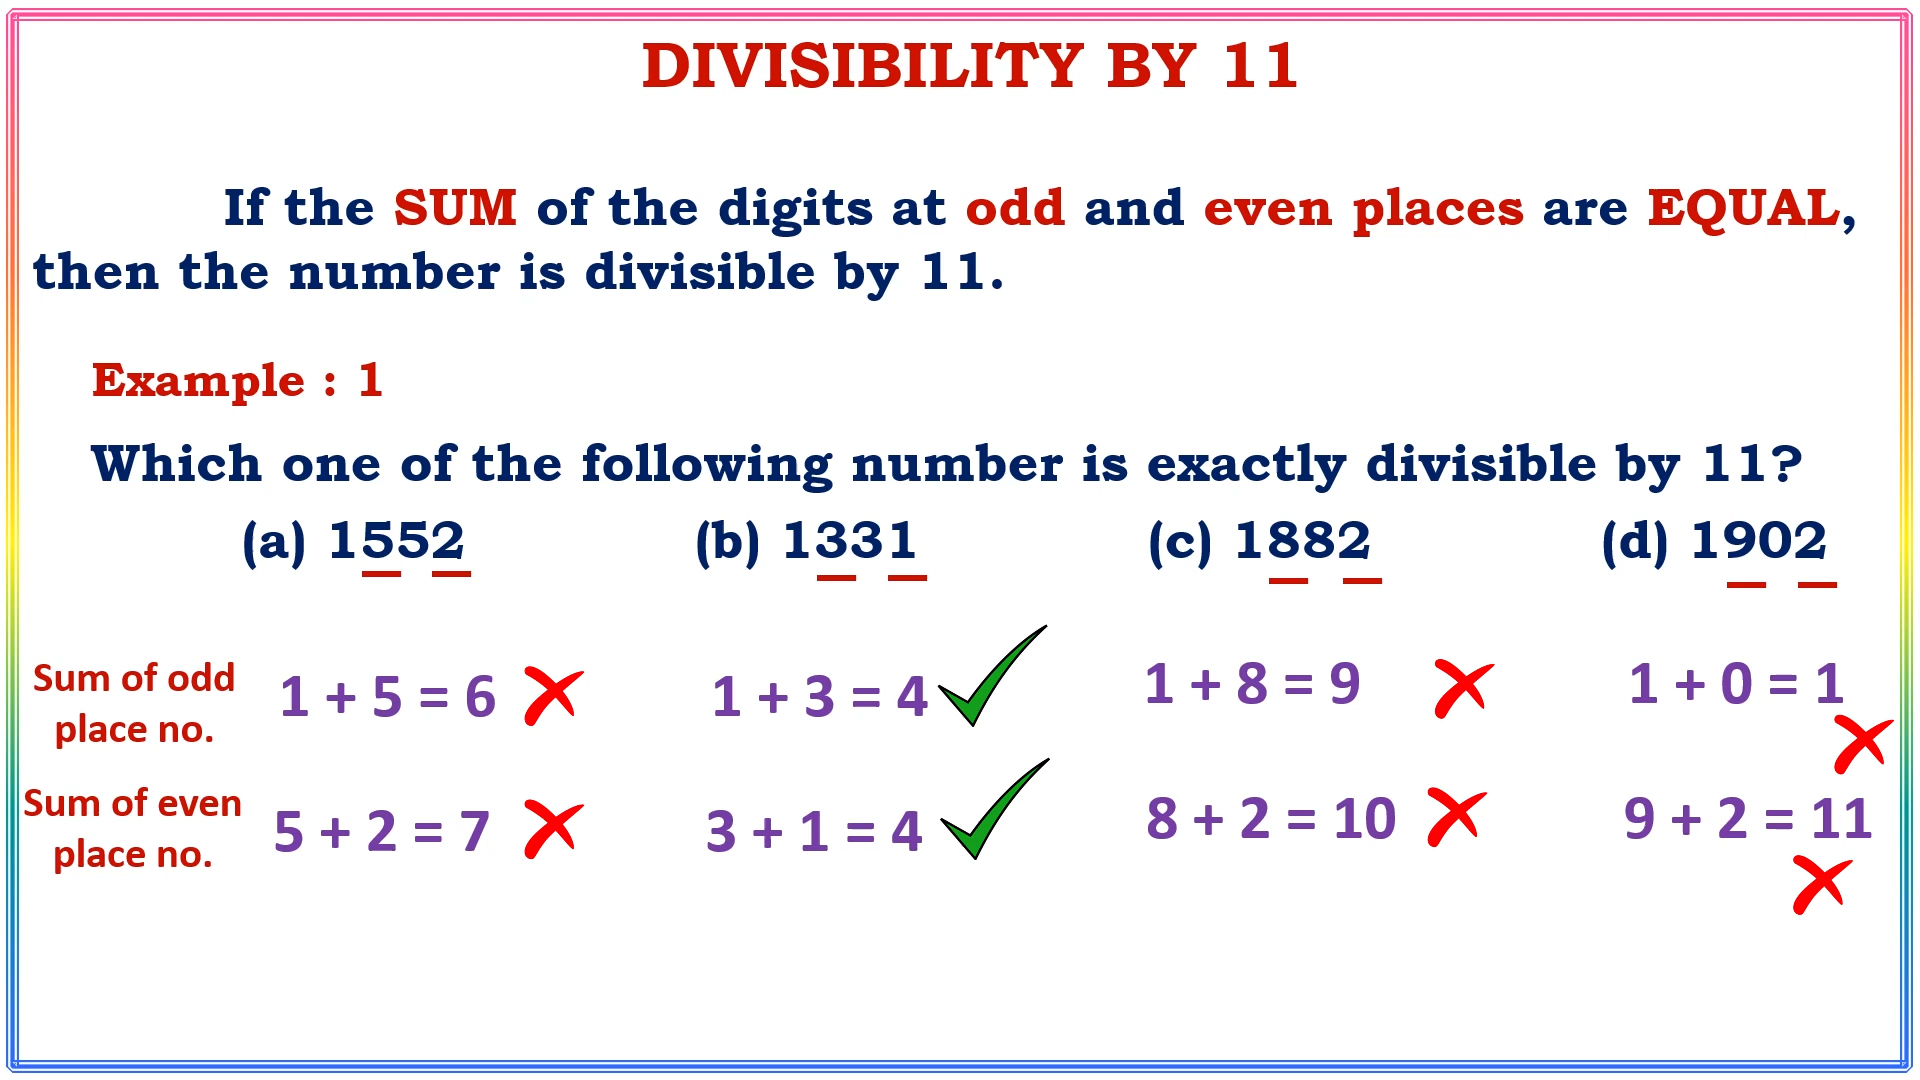 DIVISIBILITY BY 11
If the SUM of the digits at odd and even places are EQUAL,
then the number is divisible by 11.
Example : 1
Which one of the following number is exactly divisible by 11?
(a) 1552 (b) 1331 (c) 1882 (d) 1902
Sum of odd
place no.
1 + 5 = 6 1 + 3 = 4 1 + 8 = 9 1 + 0 = 1
Sum of even
place no.
5 + 2 = 7 3 + 1 = 4 8 + 2 = 10 9 + 2 = 11